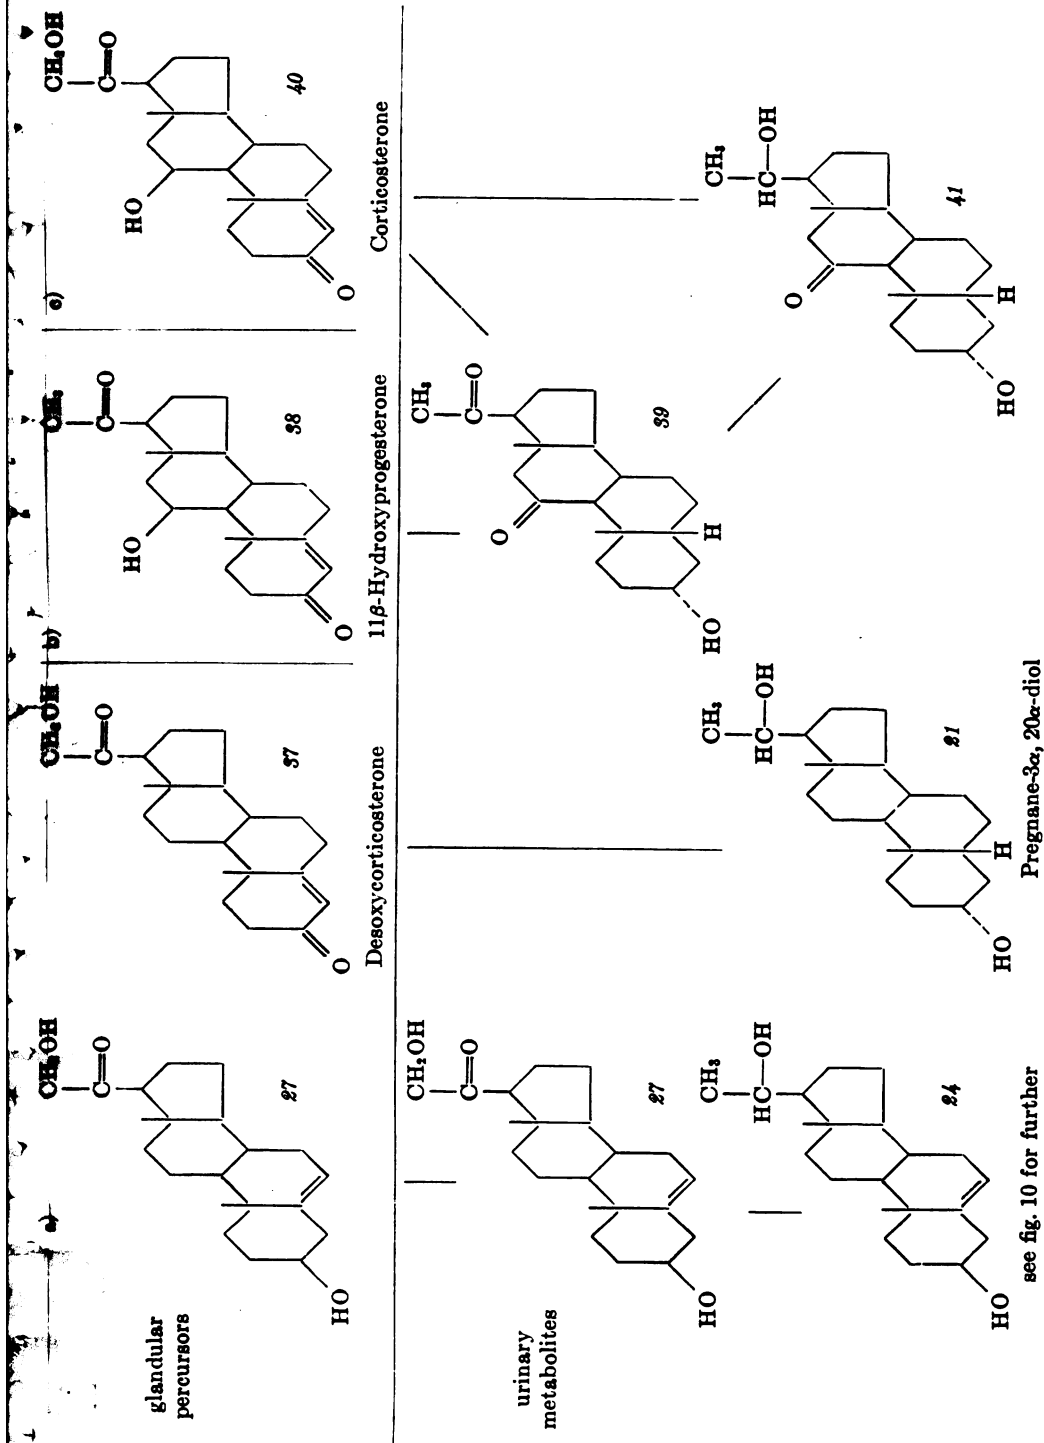 a)
b)
c)
glandular
percursors
CH₂OH
C=O
HO
27
CH₂OH
C=O
O
37
Desoxycorticosterone
CH₃
C=O
HO
O
38
11β-Hydroxyprogesterone
CH₂OH
C=O
HO
O
40
Corticosterone
urinary
metabolites
CH₂OH
C=O
HO
27
CH₃
C=O
O
HO
H
39
CH₃
HC—OH
HO
24
see fig. 10 for further
CH₃
HC—OH
HO
H
21
Pregnane-3α, 20α-diol
CH₃
HC—OH
O
HO
H
41